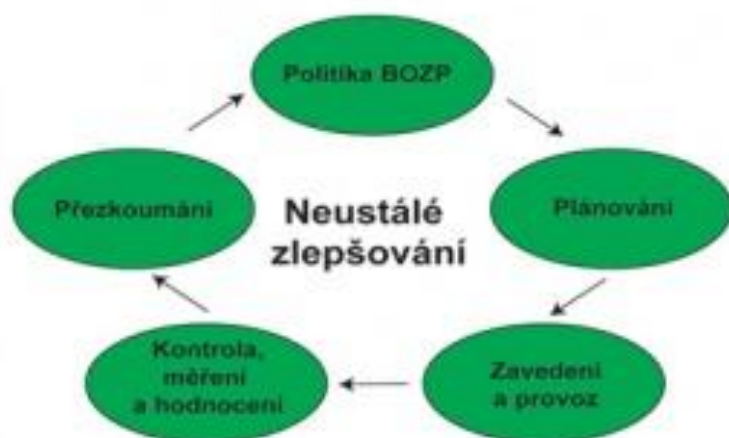 Politika BOZP
Plánování
Zavedení
a provoz
Kontrola,
měření
a hodnocení
Přezkoumání
Neustálé
zlepšování